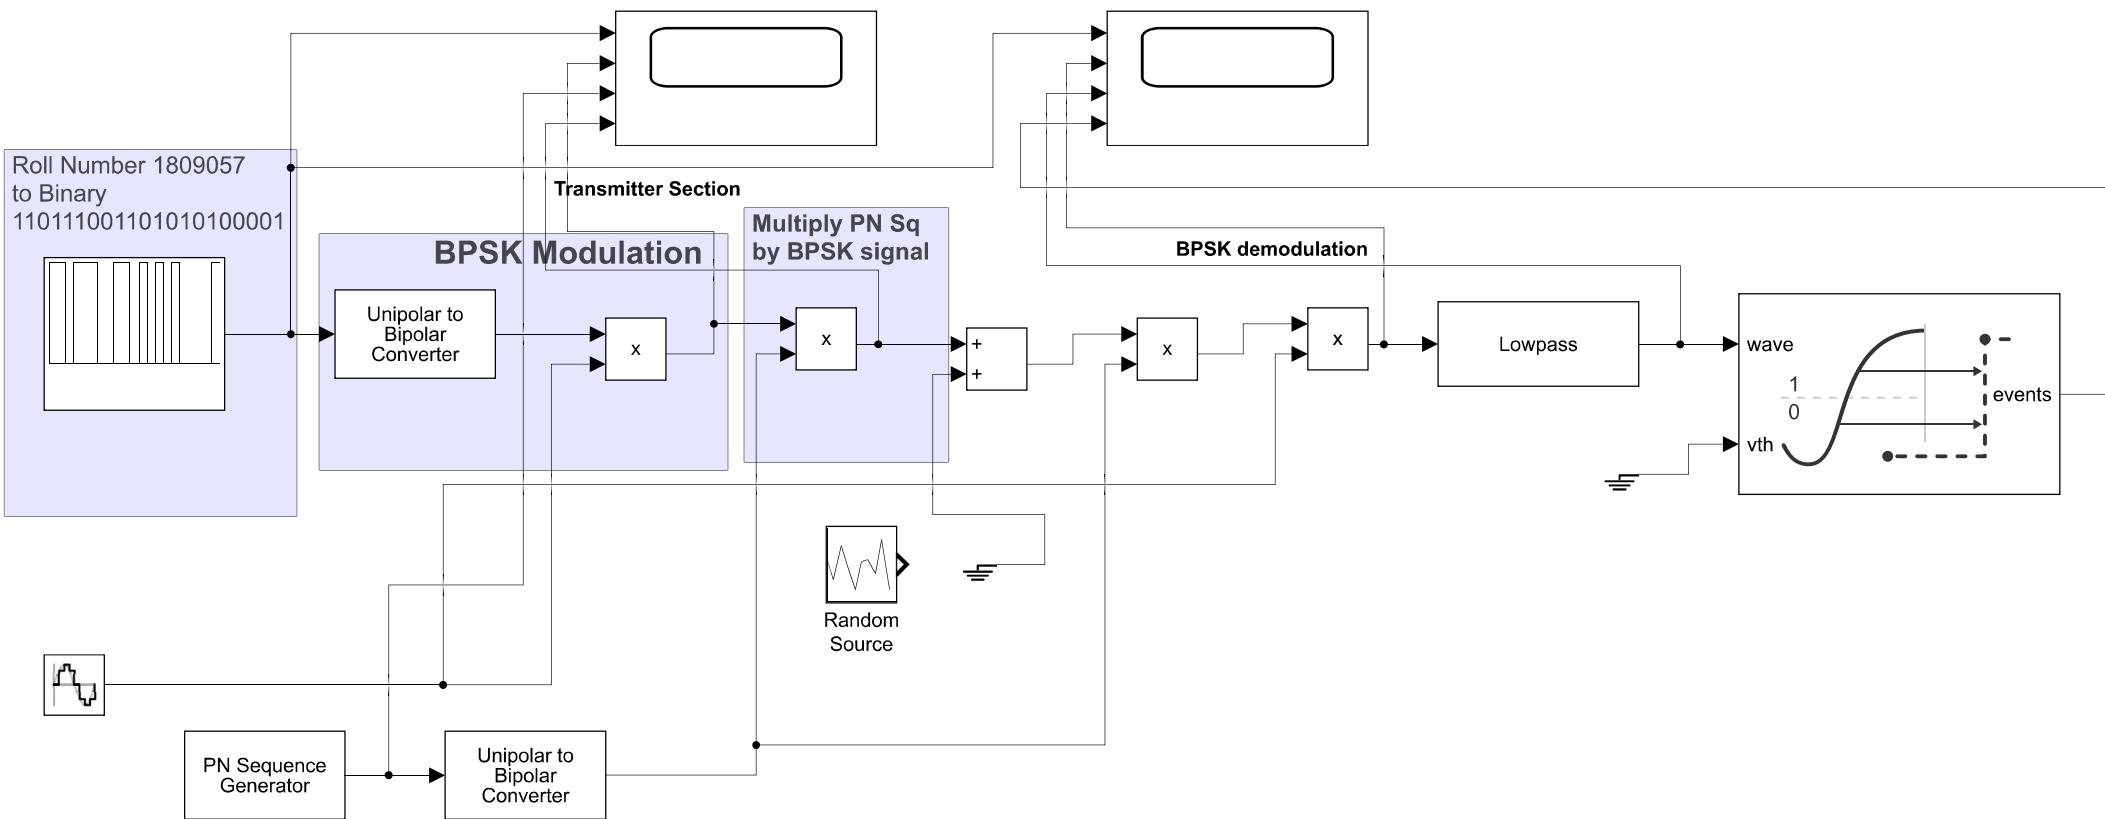 Roll Number 1809057
to Binary
110111001101010100001
Transmitter Section
BPSK Modulation
Unipolar to
Bipolar
Converter
x
Multiply PN Sq
by BPSK signal
x
+
+
x
BPSK demodulation
x
Lowpass
wave
1
0
events
vth
Random
Source
PN Sequence
Generator
Unipolar to
Bipolar
Converter